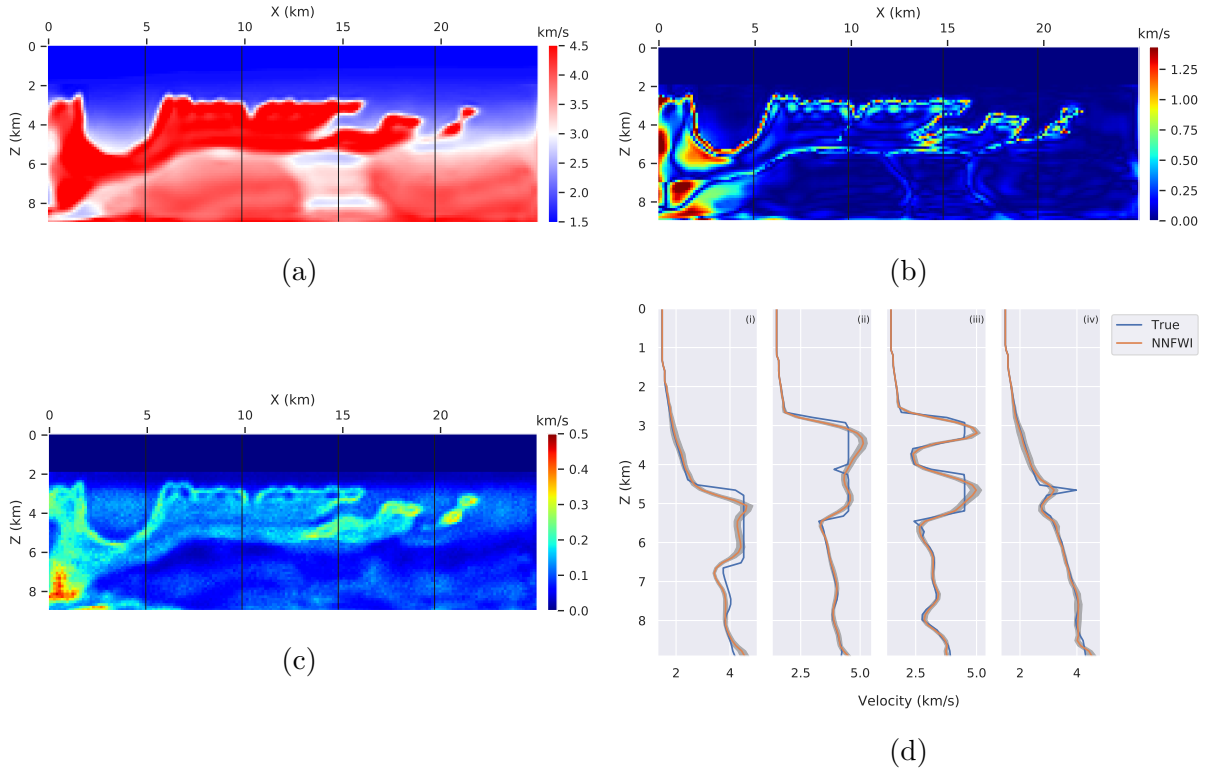 X (km)
0 5 10 15 20
km/s
Z (km)
0
2
4
6
8
4.5
4.0
3.5
3.0
2.5
2.0
1.5
(a)
X (km)
0 5 10 15 20
km/s
Z (km)
0
2
4
6
8
1.25
1.00
0.75
0.50
0.25
0.00
(b)
X (km)
0 5 10 15 20
km/s
Z (km)
0
2
4
6
8
0.5
0.4
0.3
0.2
0.1
0.0
(c)
Z (km)
0
1
2
3
4
5
6
7
8
(i) (ii) (iii) (iv)
True
NNFWI
2 4 2.5 5.0 2.5 5.0 2 4
Velocity (km/s)
(d)